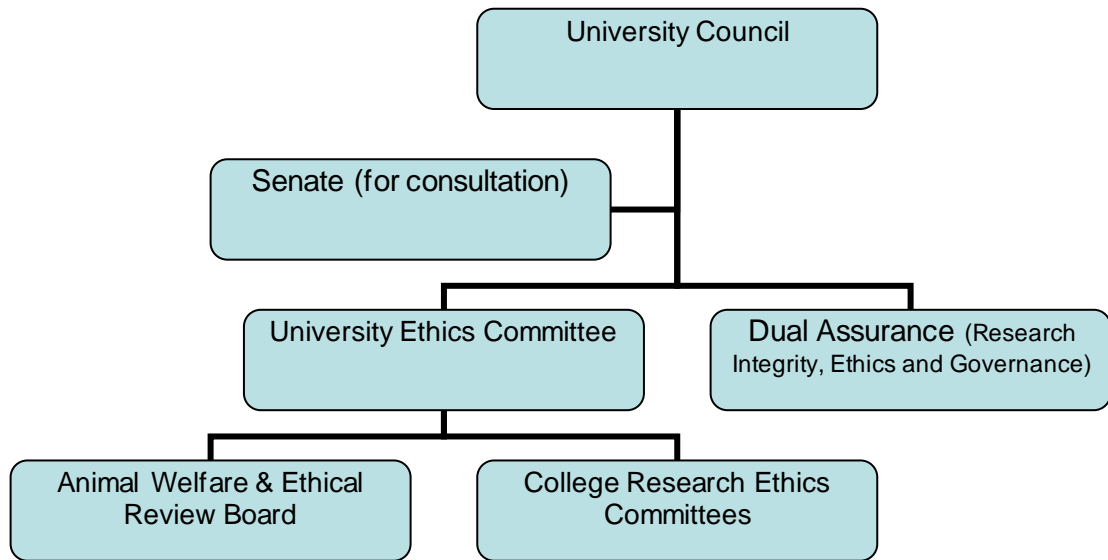 University Council
Senate (for consultation)
University Ethics Committee
Dual Assurance (Research
Integrity, Ethics and Governance)
Animal Welfare & Ethical
Review Board
College Research Ethics
Committees